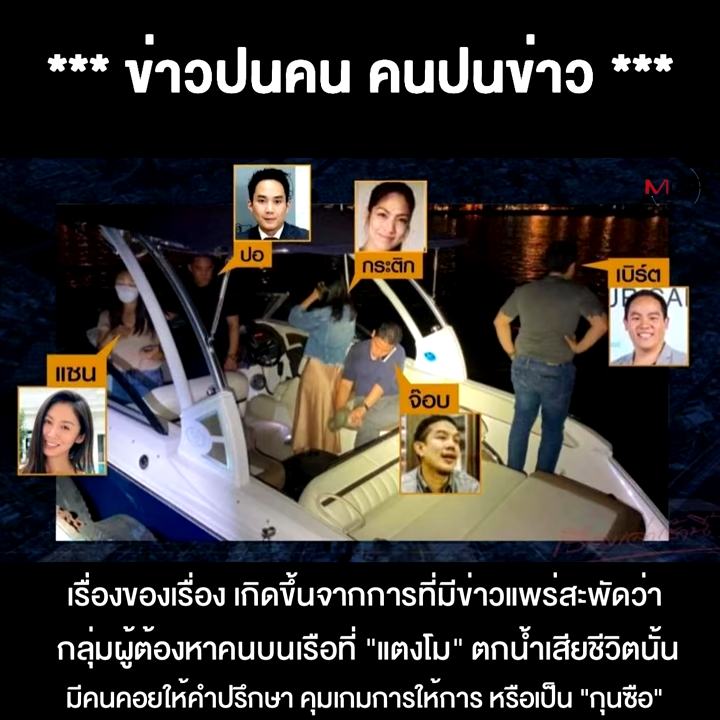 *** ข่าวปนคน คนปนข่าว ***
M
ปอ
กระติก
เบิร์ต
แซน
จ๊อบ
เรื่องของเรื่อง เกิดขึ้นจากการที่มีข่าวแพร่สะพัดว่า
กลุ่มผู้ต้องหาคนบนเรือที่ "แตงโม" ตกน้ำเสียชีวิตนั้น
มีคนคอยให้คำปรึกษา คุมเกมการให้การ หรือเป็น "กุนซือ"